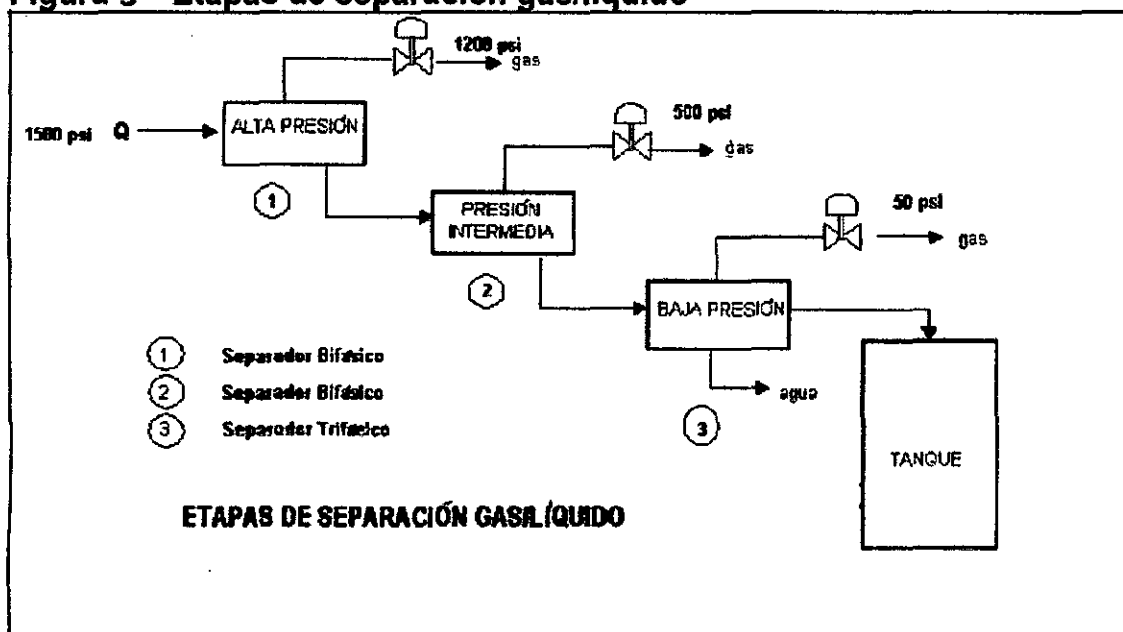 Figura 3 Etapas de separación gas/líquido
1200 psi
gas
1500 psi Q
ALTA PRESIÓN
500 psi
gas
1
PRESIÓN
INTERMEDIA
50 psi
gas
2
BAJA PRESIÓN
1 Separador Bifásico
2 Separador Bifásico
3 Separador Trifásico
agua
3
TANQUE
ETAPAS DE SEPARACIÓN GAS/LÍQUIDO